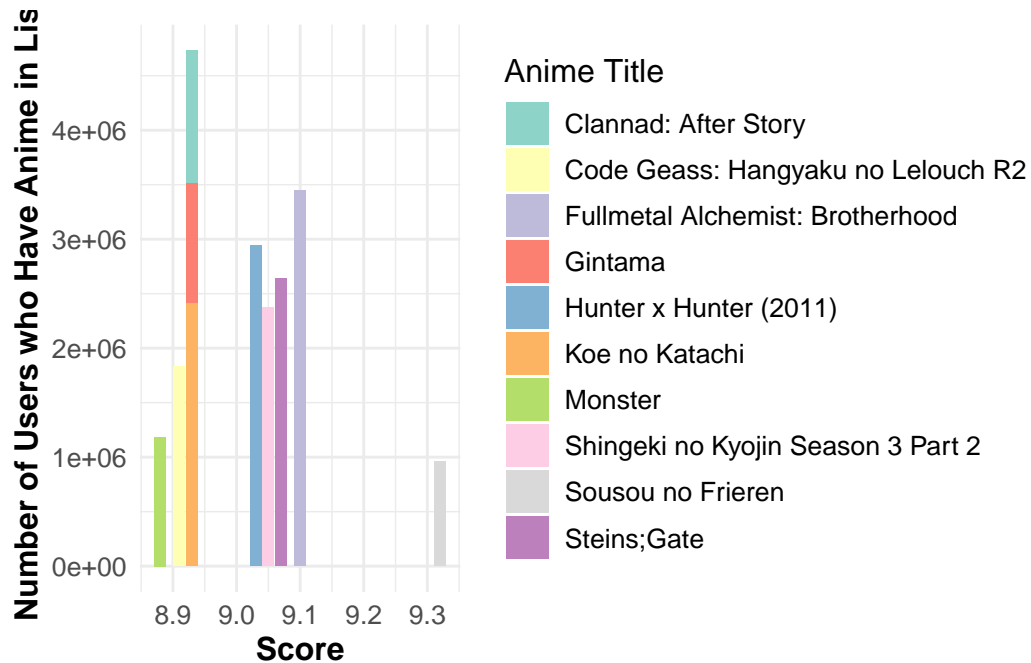 Number of Users who Have Anime in Lis
4e+06
3e+06
2e+06
1e+06
0e+00
8.9 9.0 9.1 9.2 9.3
Score
Anime Title
Clannad: After Story
Code Geass: Hangyaku no Lelouch R2
Fullmetal Alchemist: Brotherhood
Gintama
Hunter x Hunter (2011)
Koe no Katachi
Monster
Shingeki no Kyojin Season 3 Part 2
Sousou no Frieren
Steins;Gate